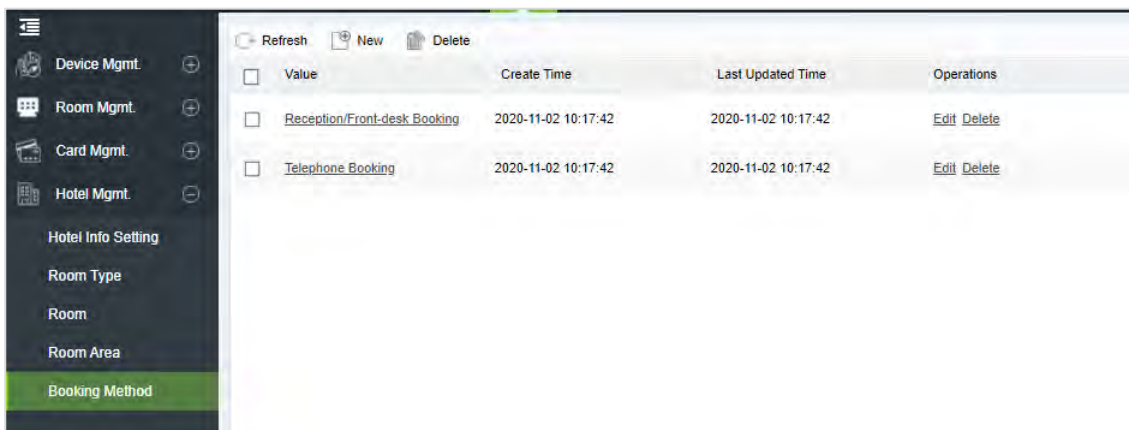 Refresh New Delete
Device Mgmt.
Room Mgmt.
Card Mgmt.
Hotel Mgmt.
Hotel Info Setting
Room Type
Room
Room Area
Booking Method
Value Create Time Last Updated Time Operations
Reception/Front-desk Booking 2020-11-02 10:17:42 2020-11-02 10:17:42 Edit Delete
Telephone Booking 2020-11-02 10:17:42 2020-11-02 10:17:42 Edit Delete